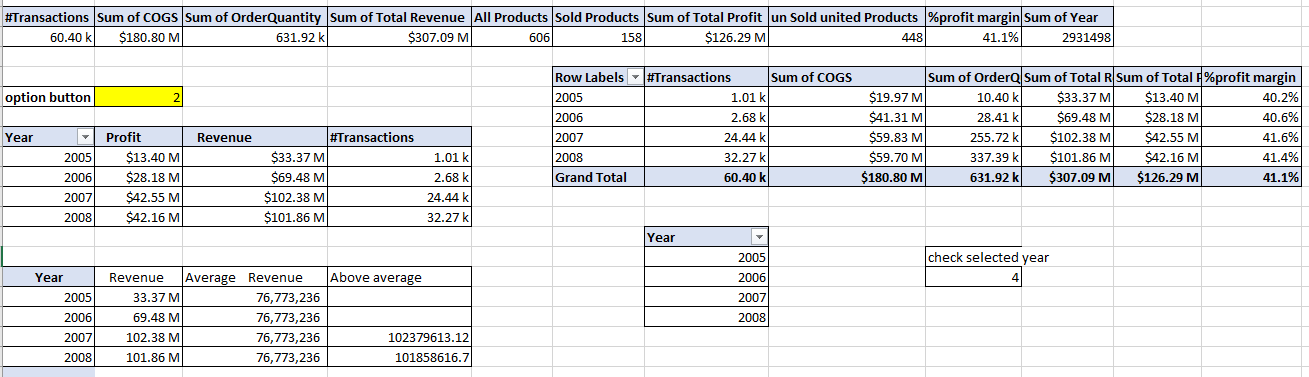 #Transactions Sum of COGS Sum of OrderQuantity Sum of Total Revenue All Products Sold Products Sum of Total Profit un Sold united Products %profit margin Sum of Year
60.40 k $180.80 M 631.92 k $307.09 M 606 158 $126.29 M 448 41.1% 2931498
Row Labels #Transactions Sum of COGS Sum of OrderQ Sum of Total R Sum of Total P %profit margin
option button 2 2005 1.01 k $19.97 M 10.40 k $33.37 M $13.40 M 40.2%
2006 2.68 k $41.31 M 28.41 k $69.48 M $28.18 M 40.6%
Year Profit Revenue #Transactions 2007 24.44 k $59.83 M 255.72 k $102.38 M $42.55 M 41.6%
2005 $13.40 M $33.37 M 1.01 k 2008 32.27 k $59.70 M 337.39 k $101.86 M $42.16 M 41.4%
2006 $28.18 M $69.48 M 2.68 k Grand Total 60.40 k $180.80 M 631.92 k $307.09 M $126.29 M 41.1%
2007 $42.55 M $102.38 M 24.44 k
2008 $42.16 M $101.86 M 32.27 k
Year
2005 check selected year
Year Revenue Average Revenue Above average 2006 4
2005 33.37 M 76,773,236 2007
2006 69.48 M 76,773,236 2008
2007 102.38 M 76,773,236 102379613.12
2008 101.86 M 76,773,236 101858616.7